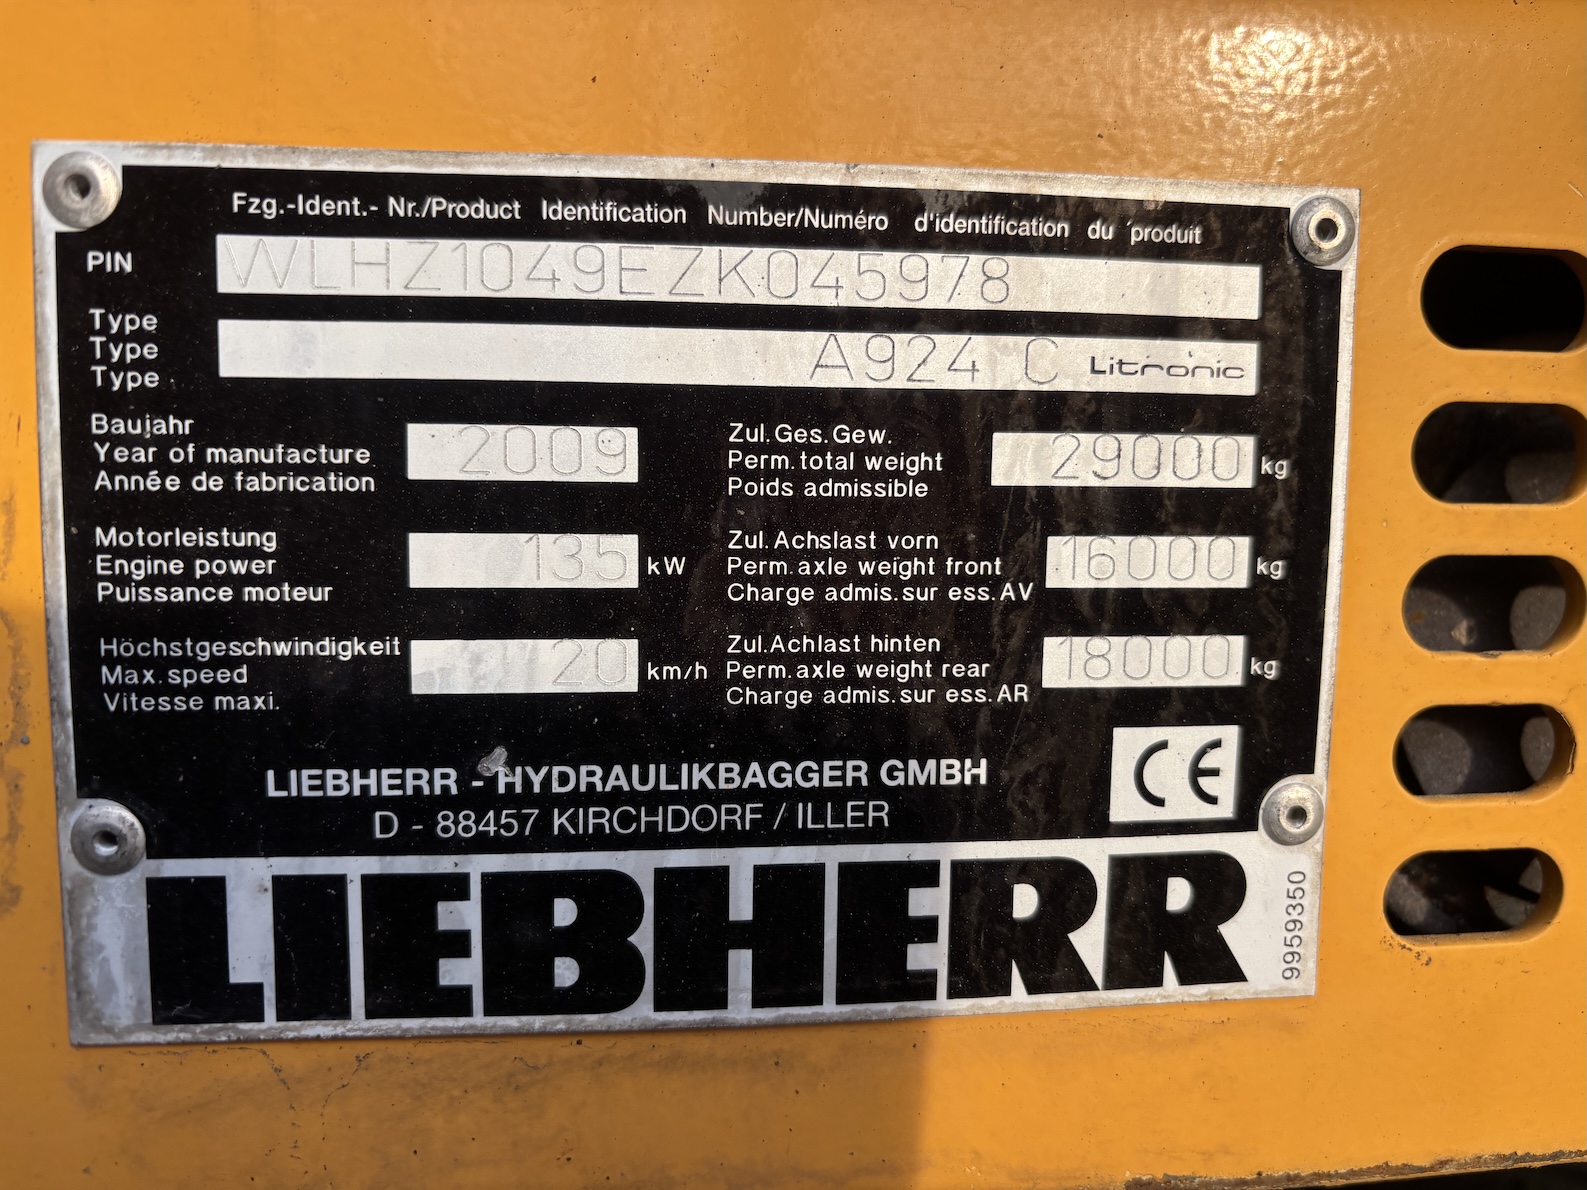 Fzg.-Ident.- Nr./Product Identification Number/Numéro d'identification du produit
PIN WLHZ1049EZK045978
Type
Type A924 C Litronic
Type
Baujahr
Year of manufacture 2009
Année de fabrication
Zul.Ges.Gew.
Perm.total weight 29000 kg
Poids admissible
Motorleistung
Engine power 135 kW
Puissance moteur
Zul.Achslast vorn
Perm.axle weight front 16000 kg
Charge admis.sur ess.AV
Höchstgeschwindigkeit
Max.speed 20 km/h
Vitesse maxi.
Zul.Achlast hinten
Perm.axle weight rear 18000 kg
Charge admis.sur ess.AR
LIEBHERR - HYDRAULIKBAGGER GMBH
D - 88457 KIRCHDORF / ILLER
CE
LIEBHERR
9959350